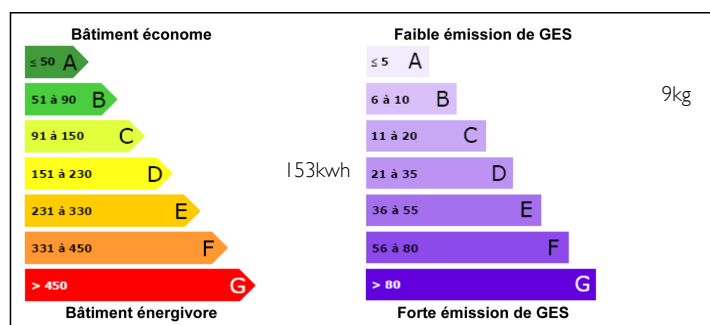 Bâtiment économe
≤ 50 A
51 à 90 B
91 à 150 C
151 à 230 D
231 à 330 E
331 à 450 F
> 450 G
Bâtiment énergivore
153kwh
Faible émission de GES
≤ 5 A
6 à 10 B
11 à 20 C
21 à 35 D
36 à 55 E
56 à 80 F
> 80 G
Forte émission de GES
9kg